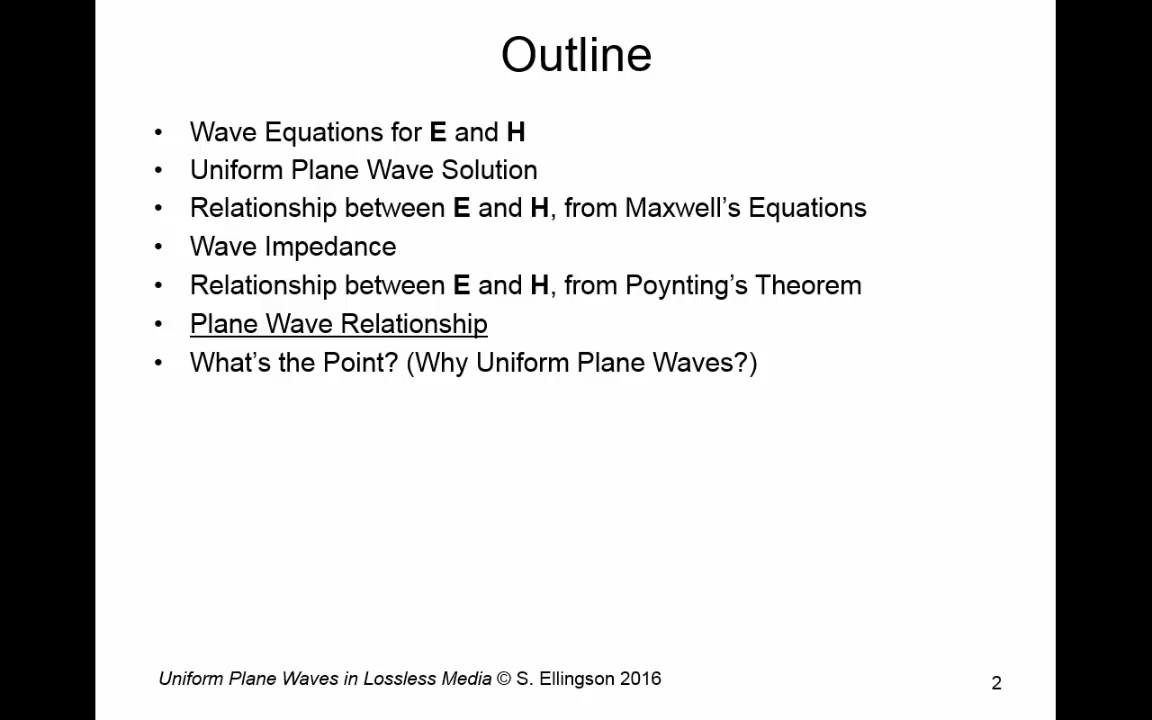 Outline
• Wave Equations for E and H
• Uniform Plane Wave Solution
• Relationship between E and H, from Maxwell’s Equations
• Wave Impedance
• Relationship between E and H, from Poynting’s Theorem
• Plane Wave Relationship
• What’s the Point? (Why Uniform Plane Waves?)
Uniform Plane Waves in Lossless Media © S. Ellingson 2016
2